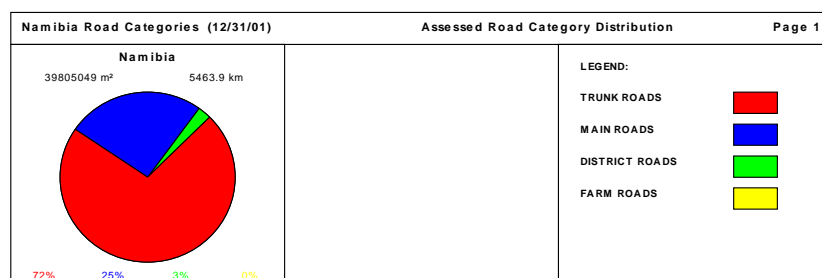 Namibia Road Categories (12/31/01) Assessed Road Category Distribution Page 1
Namibia
39805049 m² 5463.9 km
72% 25% 3% 0%
LEGEND:
TRUNK ROADS
MAIN ROADS
DISTRICT ROADS
FARM ROADS